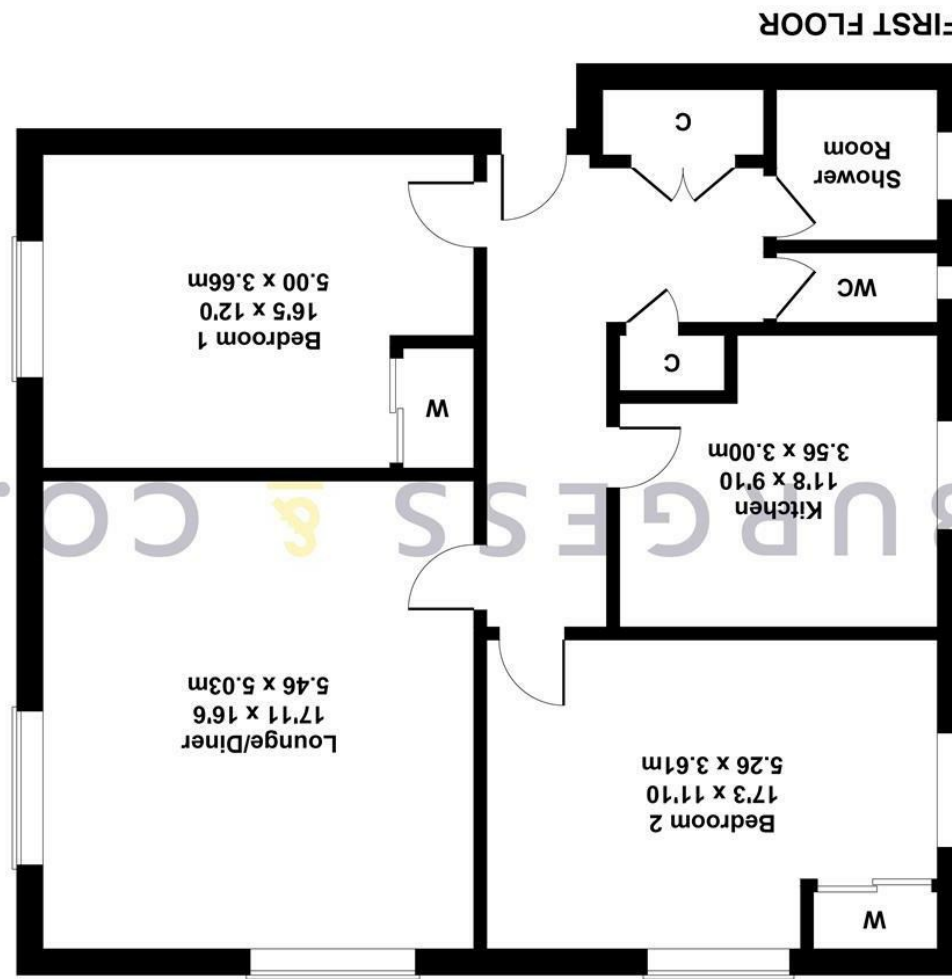 W
Bedroom 2
17'3 x 11'10
5.26 x 3.61m
Lounge/Diner
17'11 x 16'6
5.46 x 5.03m
BURGESS & CO.
Kitchen
11'8 x 9'10
3.56 x 3.00m
W
C
Bedroom 1
16'5 x 12'0
5.00 x 3.66m
WC
Shower
Room
C
FIRST FLOOR